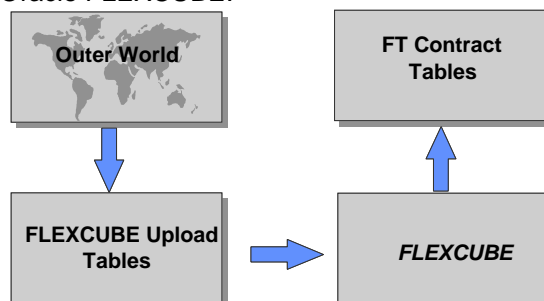 Oracle FLEXCUBE.
Outer World
FT Contract
Tables
FLEXCUBE Upload
Tables
FLEXCUBE